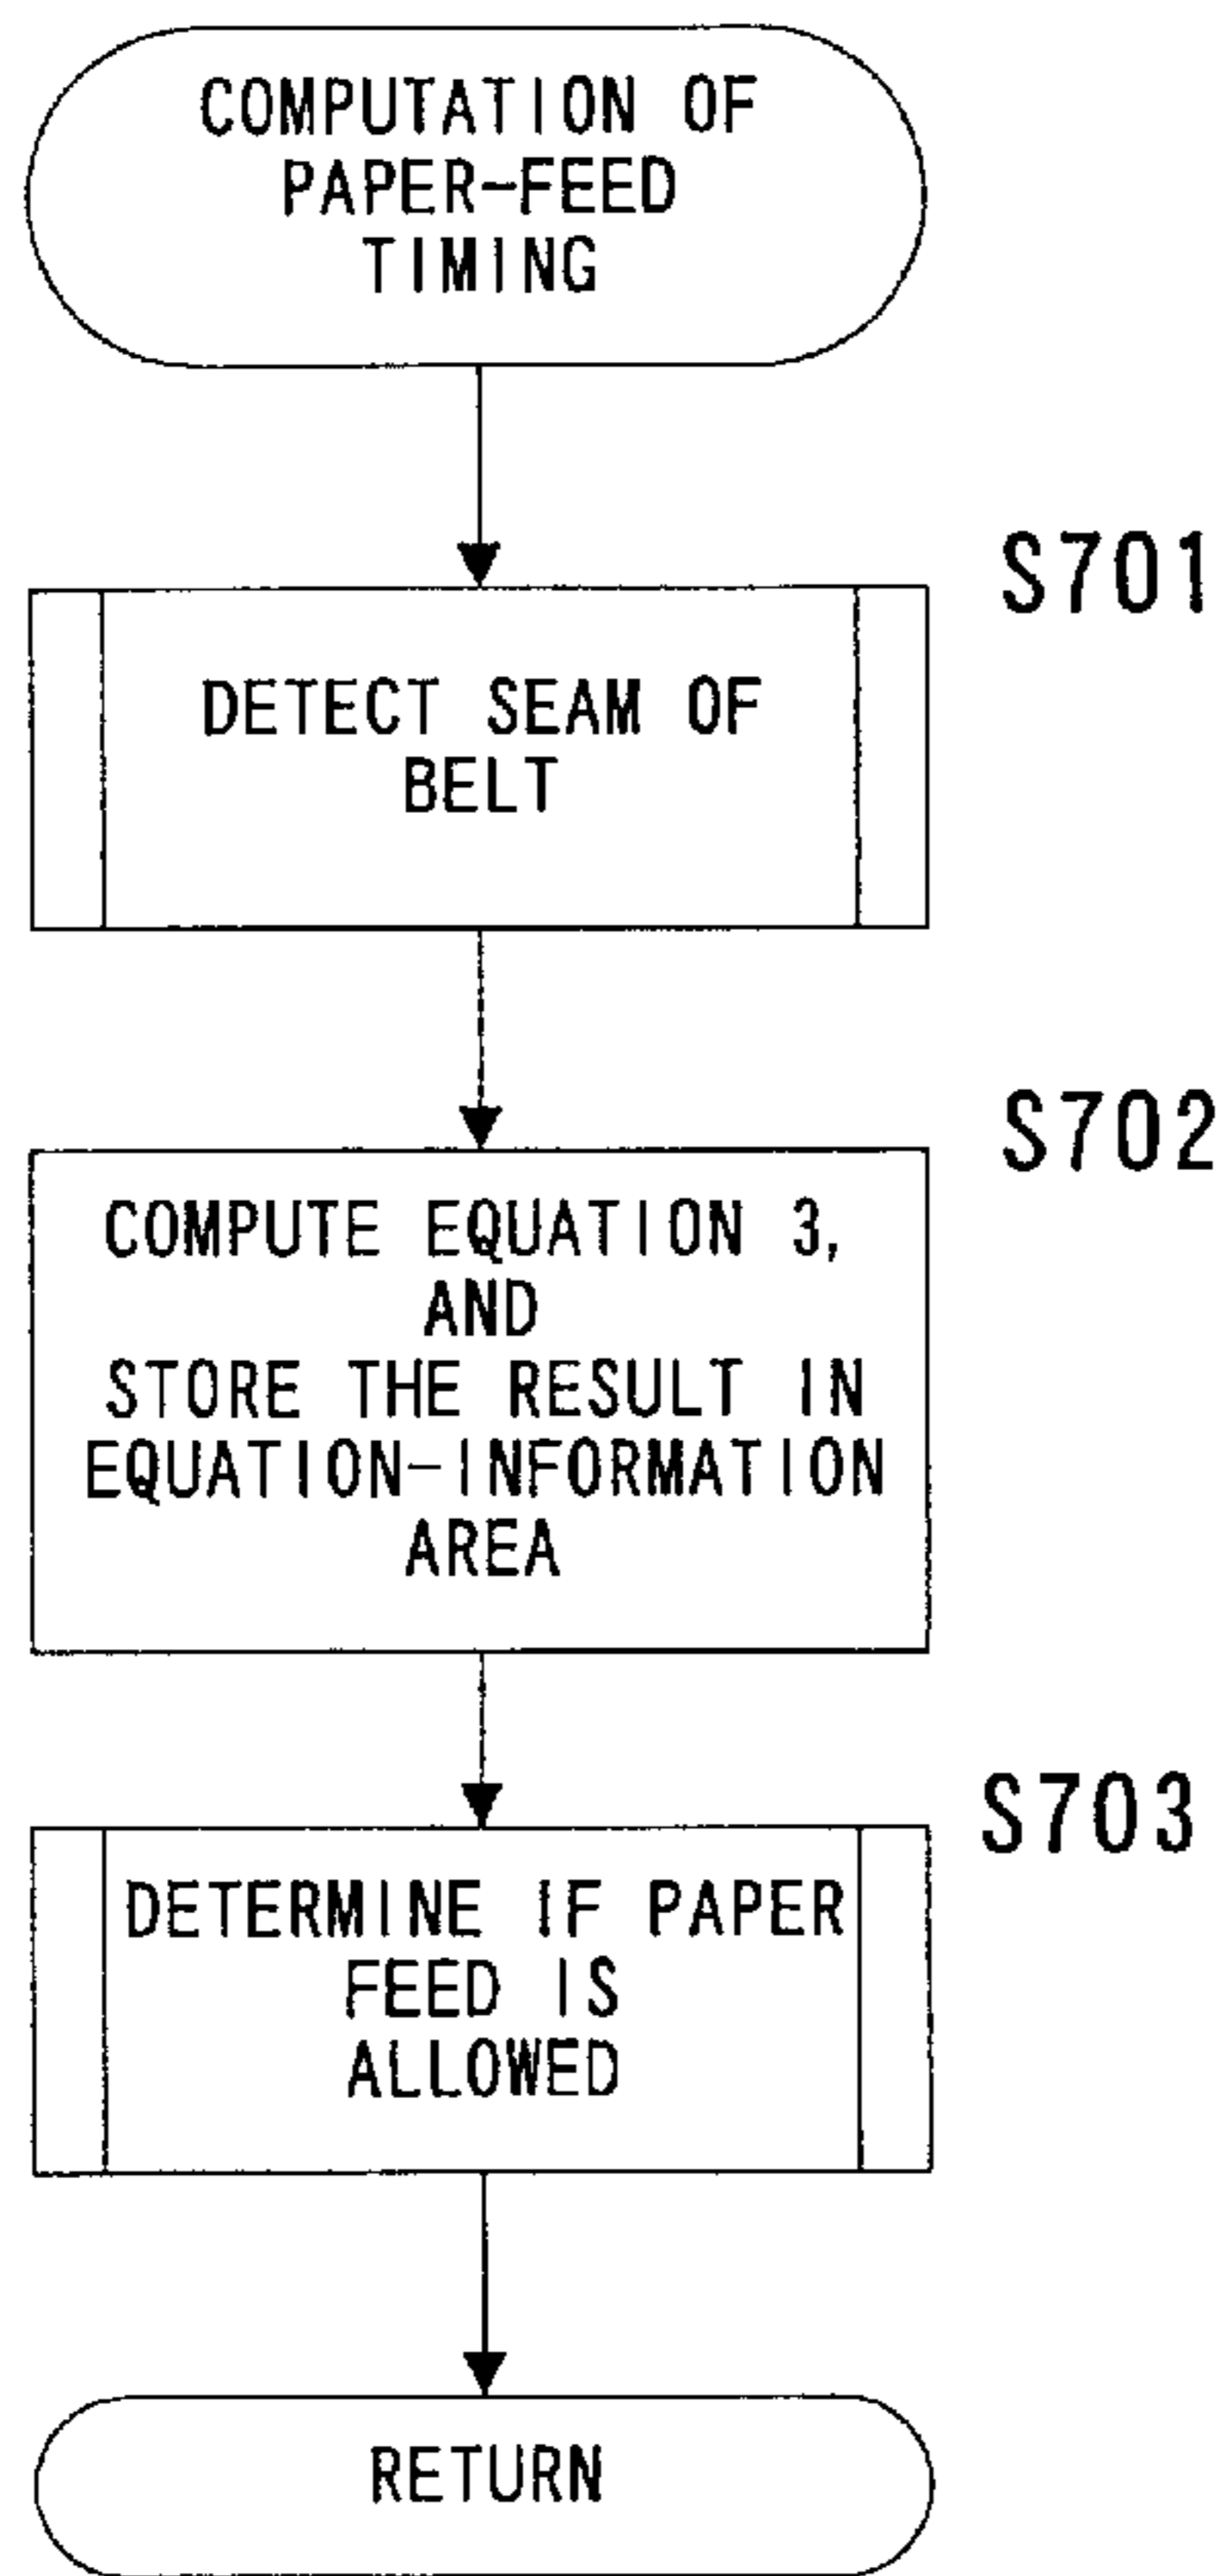 COMPUTATION OF
PAPER-FEED
TIMING
S701
DETECT SEAM OF
BELT
S702
COMPUTE EQUATION 3,
AND
STORE THE RESULT IN
EQUATION-INFORMATION
AREA
S703
DETERMINE IF PAPER
FEED IS
ALLOWED
RETURN